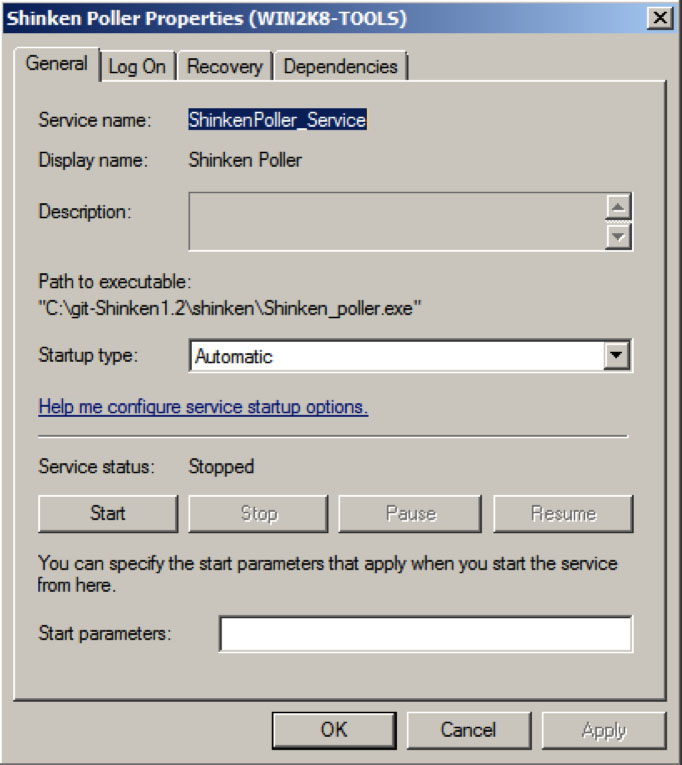 Shinken Poller Properties (WIN2K8-TOOLS)
General Log On Recovery Dependencies
Service name: ShinkenPoller_Service
Display name: Shinken Poller
Description:
Path to executable:
"C:\git-Shinken1.2\shinken\Shinken_poller.exe"
Startup type: Automatic
Help me configure service startup options.
Service status: Stopped
Start Stop Pause Resume
You can specify the start parameters that apply when you start the service
from here.
Start parameters:
OK Cancel Apply